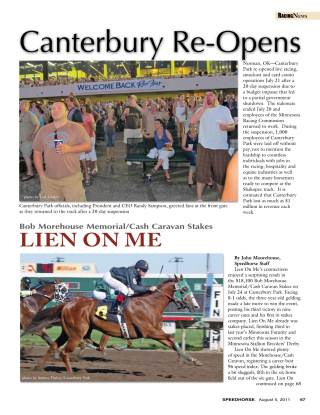 RACING NEWS
Canterbury Re-Opens
WELCOME BACK
Norman, OK—Canterbury
Park re-opened live racing,
simulcast and card casino
operations July 21 after a
20 day suspension due to
a budget impasse that led
to a partial government
shutdown. The stalemate
ended July 20 and
employees of the Minnesota
Racing Commission
returned to work. During
the suspension, 1,000
employees of Canterbury
Park were laid off without
pay, not to mention the
hardship to countless
individuals with jobs in
the racing, hospitality and
equine industries as well
as to the many horsemen
ready to compete at the
Shakopee track. It is
estimated that Canterbury
Park lost as much as $1
million in revenue each
week.
Canterbury Park officials, including President and CEO Randy Sampson, greeted fans at the front gate
as they returned to the track after a 20 day suspension.
Bob Morehouse Memorial/Cash Caravan Stakes
LIEN ON ME
By John Moorehouse,
Speedhorse Staff
Lien On Me's connections
enjoyed a surprising result in
the $18,100 Bob Morehouse
Memorial/Cash Caravan Stakes on
July 24 at Canterbury Park. Facing
8-1 odds, the three year old gelding
made a late move to win the event,
posting his third victory in nine
career outs and his first in stakes
company. Lien On Me already was
stakes-placed, finishing third in
last year's Minnesota Futurity and
second earlier this season in the
Minnesota Stallion Breeders' Derby.
Lien On Me showed plenty
of speed in the Morehouse/Cash
Caravan, registering a career-best
96 speed index. The gelding broke
a bit sluggish, fifth in the six-horse
field out of the six gate. Lien On
continued on page 69
SPEEDHORSE August 5, 2011 67